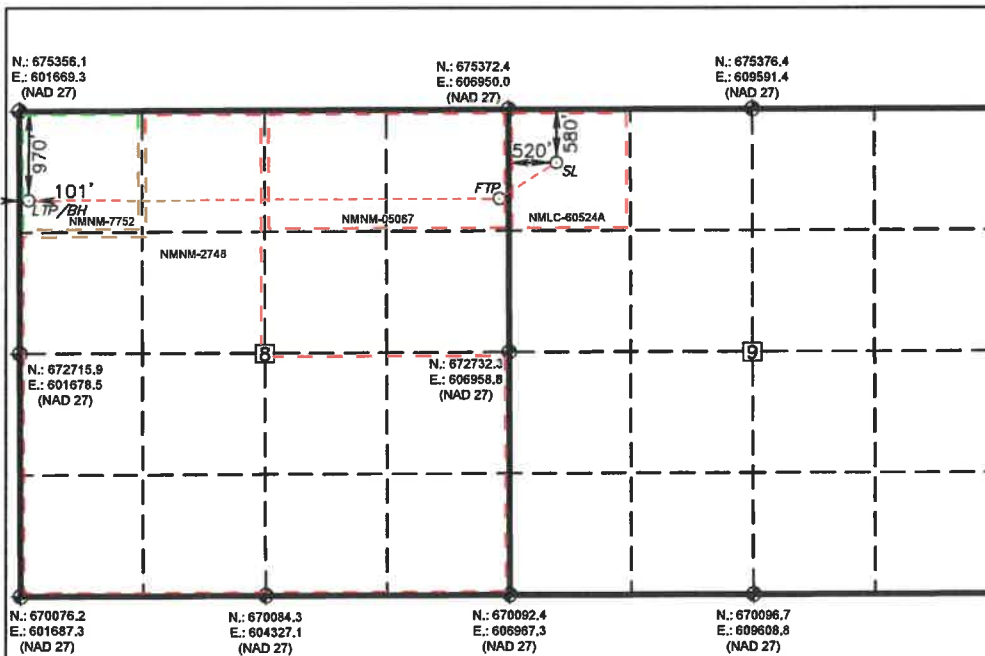 N.: 675356.1
E.: 601669.3
(NAD 27)
N.: 675372.4
E.: 606950.0
(NAD 27)
N.: 675376.4
E.: 609591.4
(NAD 27)
970'
580'
520'
SL
101'
LTP/BH
FTP
NMNM-7752
NMNM-05067
NMLC-60524A
NMNM-2748
8
9
N.: 672715.9
E.: 601678.5
(NAD 27)
N.: 672732.3
E.: 606958.8
(NAD 27)
N.: 670076.2
E.: 601687.3
(NAD 27)
N.: 670084.3
E.: 604327.1
(NAD 27)
N.: 670092.4
E.: 606967.3
(NAD 27)
N.: 670096.7
E.: 609608.8
(NAD 27)